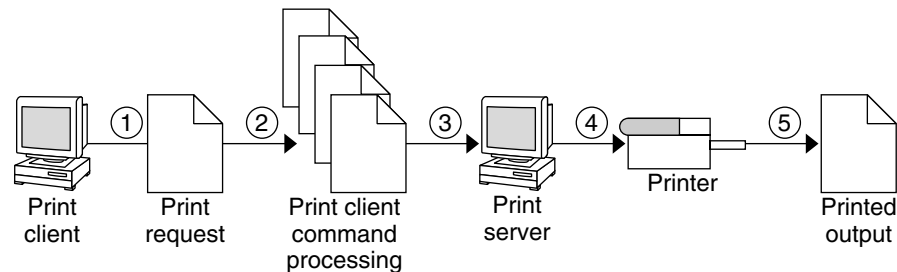 1
2
3
4
5
Print
client
Print
request
Print client
command
processing
Print
server
Printer
Printed
output